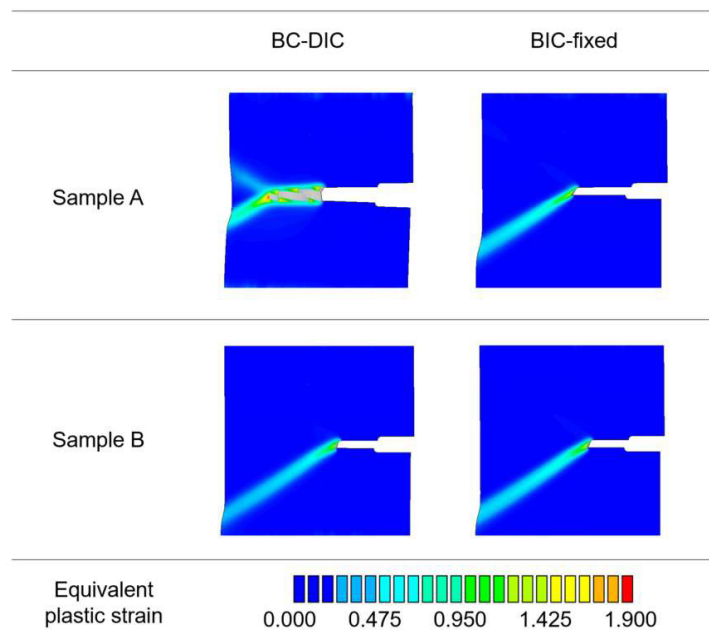 BC-DIC
BIC-fixed
Sample A
Sample B
Equivalent
plastic strain
0.000 0.475 0.950 1.425 1.900